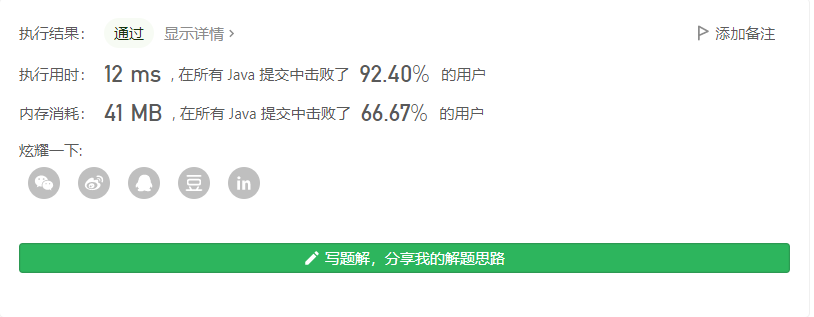 执行结果： 通过 显示详情 › 添加备注
执行用时： 12 ms , 在所有 Java 提交中击败了 92.40% 的用户
内存消耗： 41 MB , 在所有 Java 提交中击败了 66.67% 的用户
炫耀一下:
豆 in
写题解，分享我的解题思路